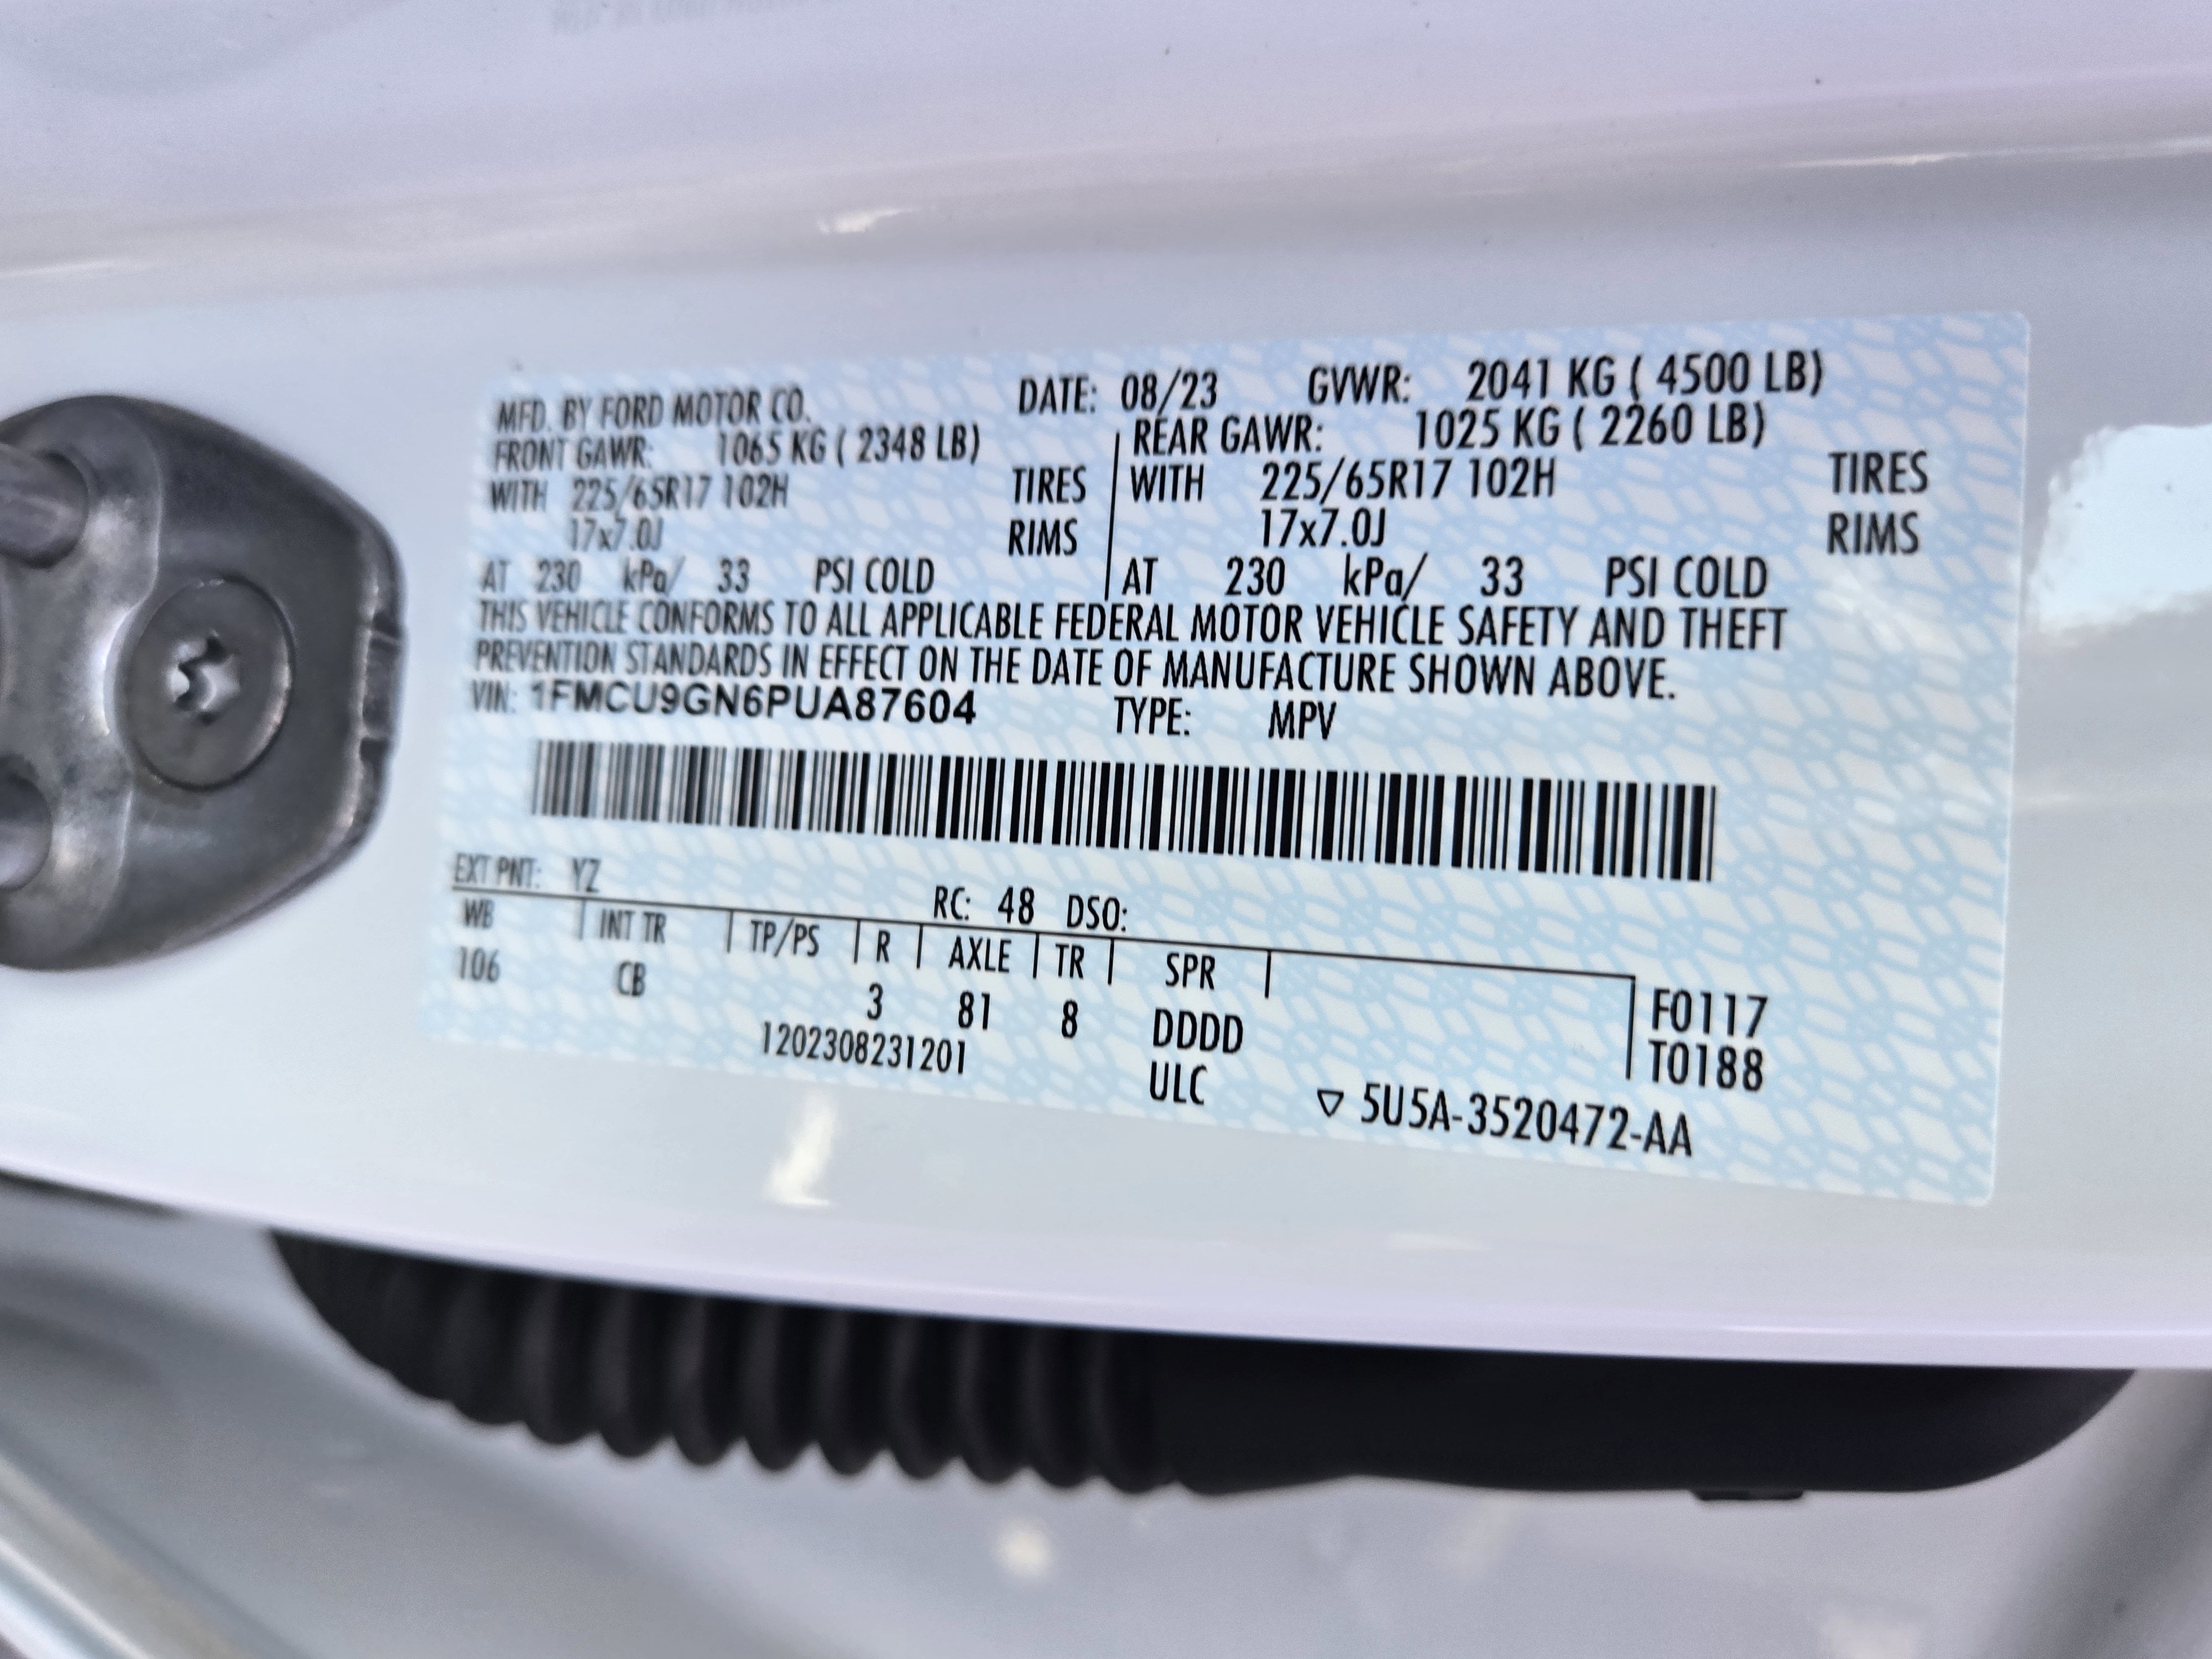 MFD. BY FORD MOTOR CO. DATE: 08/23 GVWR: 2041 KG ( 4500 LB)
FRONT GAWR: 1065 KG ( 2348 LB) REAR GAWR: 1025 KG ( 2260 LB)
WITH 225/65R17 102H TIRES WITH 225/65R17 102H TIRES
17x7.0J RIMS 17x7.0J RIMS
AT 230 kPa/ 33 PSI COLD AT 230 kPa/ 33 PSI COLD
THIS VEHICLE CONFORMS TO ALL APPLICABLE FEDERAL MOTOR VEHICLE SAFETY AND THEFT
PREVENTION STANDARDS IN EFFECT ON THE DATE OF MANUFACTURE SHOWN ABOVE.
VIN: 1FMCU9GN6PUA87604 TYPE: MPV
EXT PNT: YZ RC: 48 DSO:
WB INT TR TP/PS R AXLE TR SPR
106 CB 3 81 8 DDDD F0117
1202308231201 ULC T0188
▽ 5U5A-3520472-AA